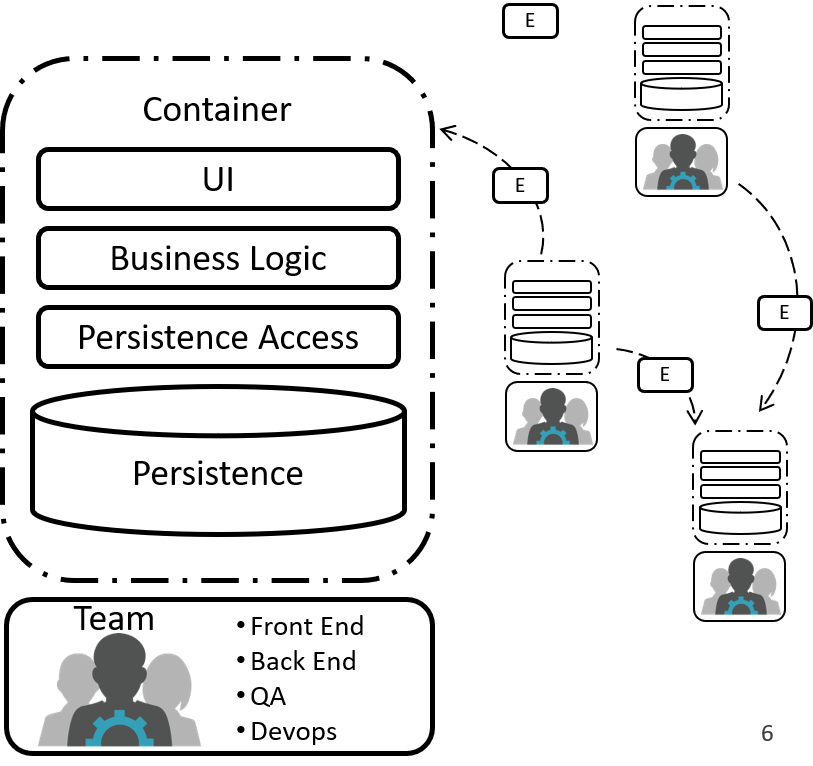 E
Container
UI
E
Business Logic
E
Persistence Access
E
Persistence
Team
• Front End
• Back End
• QA
• Devops
6